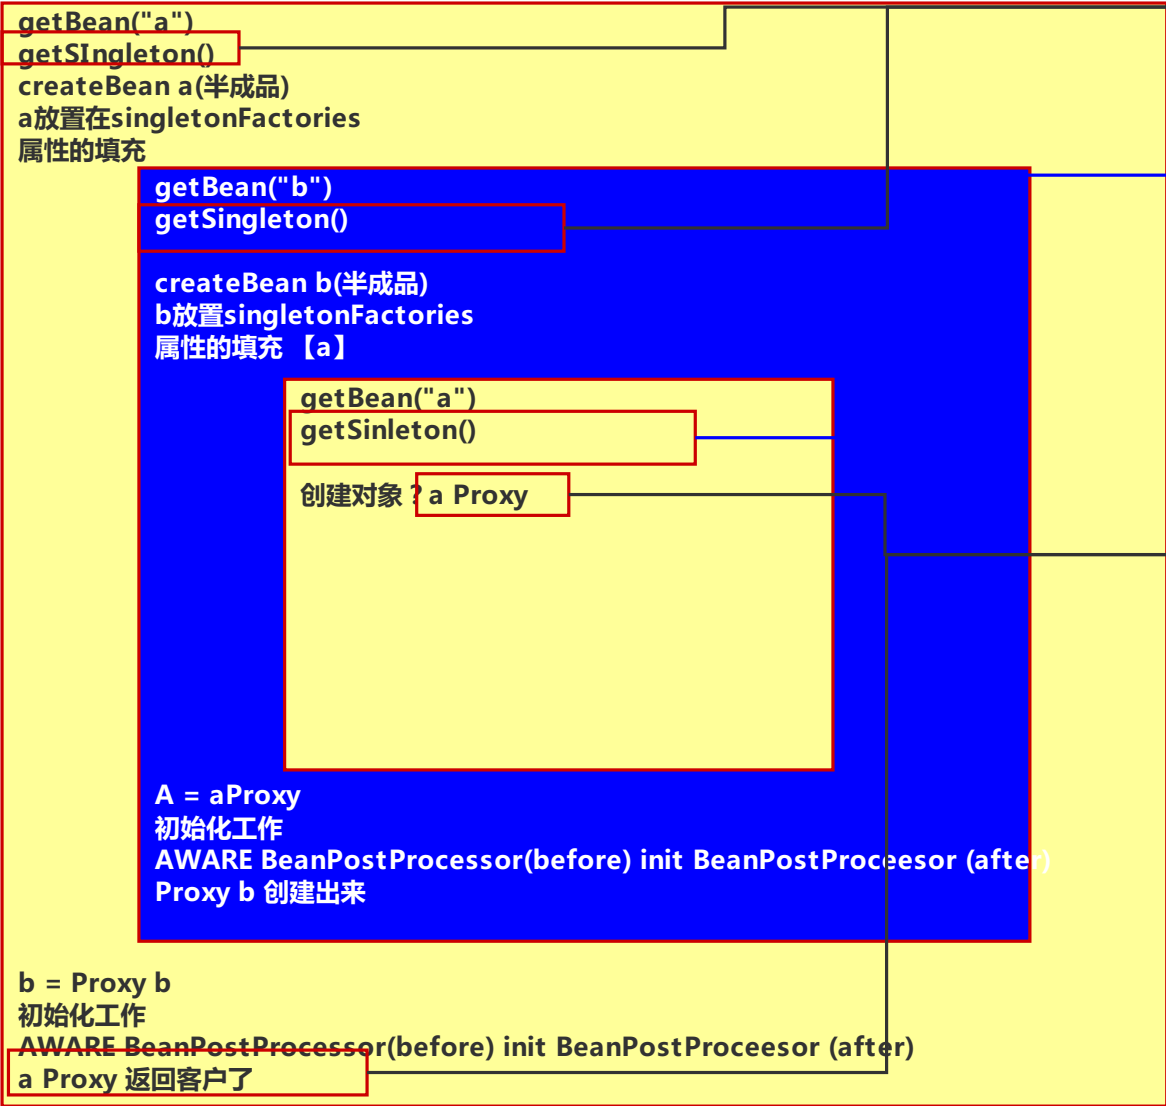 getBean("a")
getSIngleton()
createBean a(半成品)
a放置在singletonFactories
属性的填充
getBean("b")
getSingleton()
createBean b(半成品)
b放置singletonFactories
属性的填充 【a】
getBean("a")
getSinleton()
创建对象？a Proxy
A = aProxy
初始化工作
AWARE BeanPostProcessor(before) init BeanPostProceesor (after)
Proxy b 创建出来
b = Proxy b
初始化工作
AWARE BeanPostProcessor(before) init BeanPostProceesor (after)
a Proxy 返回客户了